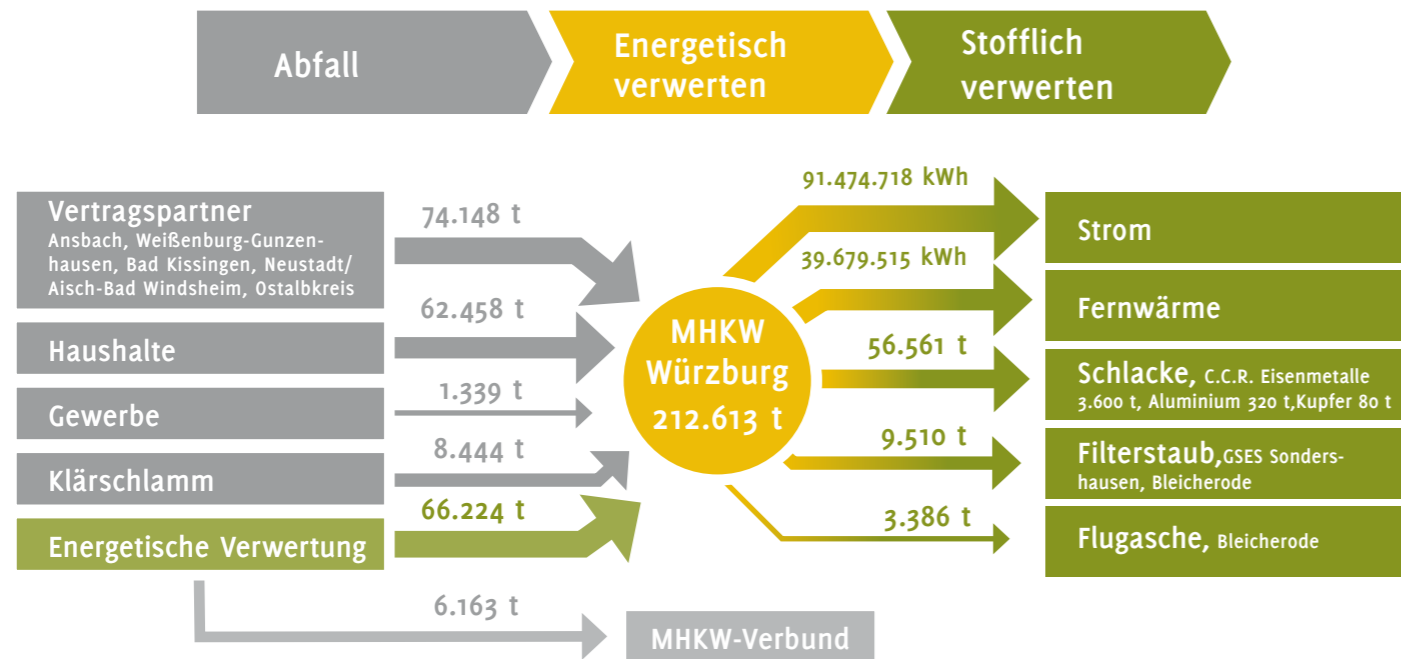 Abfall
Energetisch
verwerten
Stofflich
verwerten
Vertragspartner
Ansbach, Weißenburg-Gunzen-
hausen, Bad Kissingen, Neustadt/
Aisch-Bad Windsheim, Ostalbkreis
74.148 t
Haushalte
62.458 t
Gewerbe
1.339 t
Klärschlamm
8.444 t
Energetische Verwertung
66.224 t
6.163 t
MHKW-Verbund
MHKW
Würzburg
212.613 t
91.474.718 kWh
Strom
39.679.515 kWh
Fernwärme
56.561 t
Schlacke, C.C.R. Eisenmetalle
3.600 t, Aluminium 320 t,Kupfer 80 t
9.510 t
Filterstaub,GSES Sonders-
hausen, Bleicherode
3.386 t
Flugasche, Bleicherode